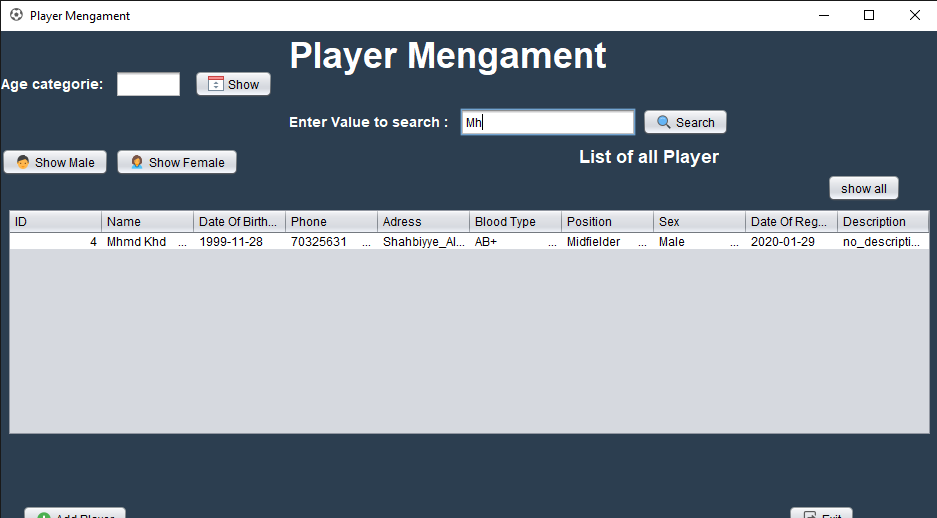 Player Mengament
Player Mengament
Age categorie:
Show
Enter Value to search :
Mh
Search
Show Male
Show Female
List of all Player
show all
ID Name Date Of Birth... Phone Adress Blood Type Position Sex Date Of Reg... Description
4 Mhmd Khd ... 1999-11-28 70325631 ... Shahbiyye_Al... AB+ ... Midfielder ... Male ... 2020-01-29 no_descripti...
Add Player
Exit